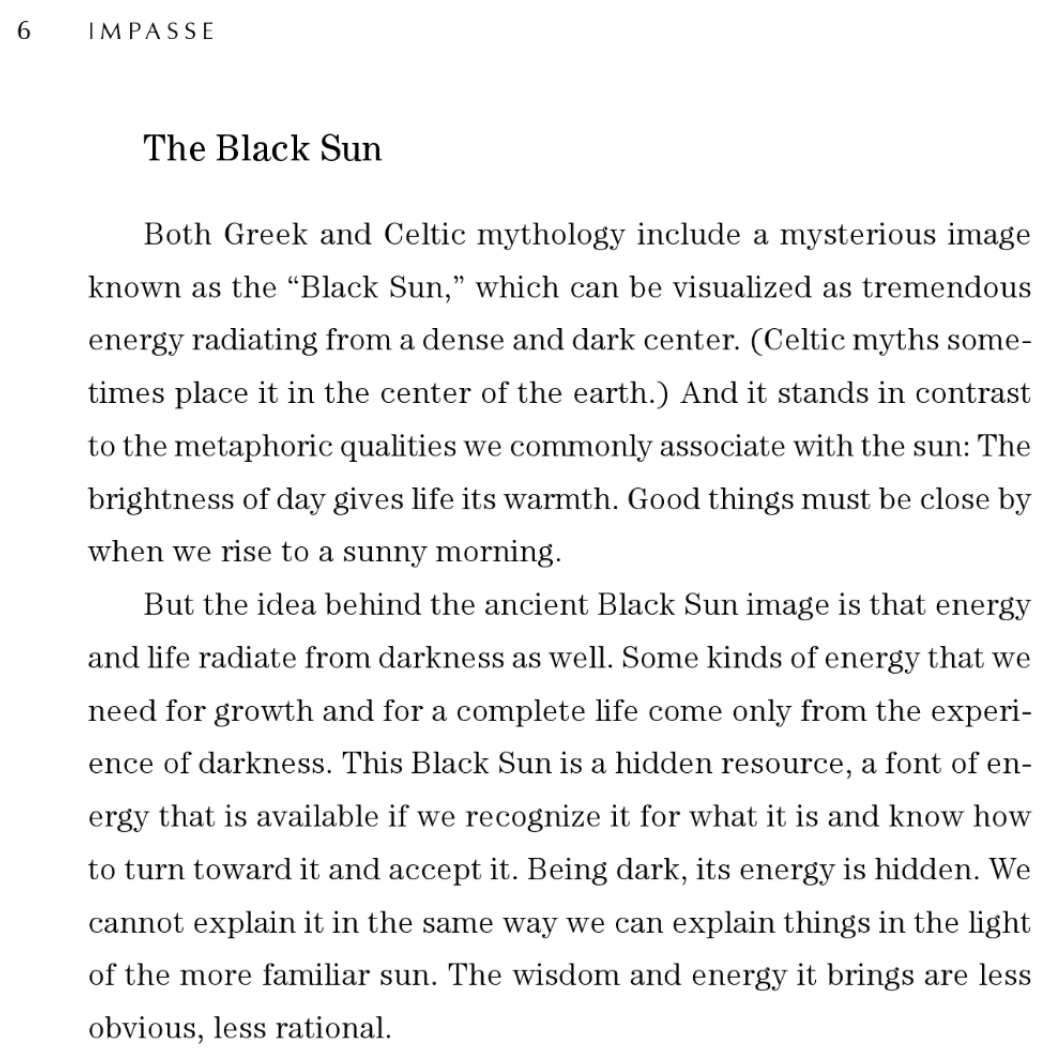 6 IMPASSE
The Black Sun
Both Greek and Celtic mythology include a mysterious image
known as the “Black Sun,” which can be visualized as tremendous
energy radiating from a dense and dark center. (Celtic myths some-
times place it in the center of the earth.) And it stands in contrast
to the metaphoric qualities we commonly associate with the sun: The
brightness of day gives life its warmth. Good things must be close by
when we rise to a sunny morning.
But the idea behind the ancient Black Sun image is that energy
and life radiate from darkness as well. Some kinds of energy that we
need for growth and for a complete life come only from the experi-
ence of darkness. This Black Sun is a hidden resource, a font of en-
ergy that is available if we recognize it for what it is and know how
to turn toward it and accept it. Being dark, its energy is hidden. We
cannot explain it in the same way we can explain things in the light
of the more familiar sun. The wisdom and energy it brings are less
obvious, less rational.